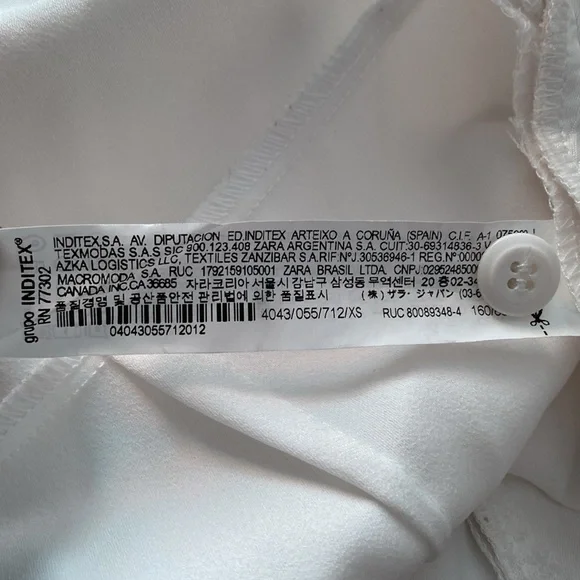 grupo INDITEX®
RN 77302
INDITEX,S.A. AV. DIPUTACION ED.INDITEX ARTEIXO A CORUÑA (SPAIN) C.I.F. A-1
TEXMODAS S.A.S SIC 900.123.408 ZARA ARGENTINA S.A. CUIT:30-69314836-3
AZKA LOGISTICS LLC, TEXTILES ZANZIBAR S.A.RIF.NºJ.30536946-1 REG.Nº
MACROMODA S.A. RUC 1792159105001 ZARA BRASIL LTDA. CNPJ:
CANADA INC.CA.36685 자라코리아 서울시 강남구 삼성동 무역센터 20 층
품질경영 및 공산품안전 관리법에 의한 품질표시 (株) ザラ・ジャパン (03-
4043/055/712/XS RUC 80089348-4
04043055712012